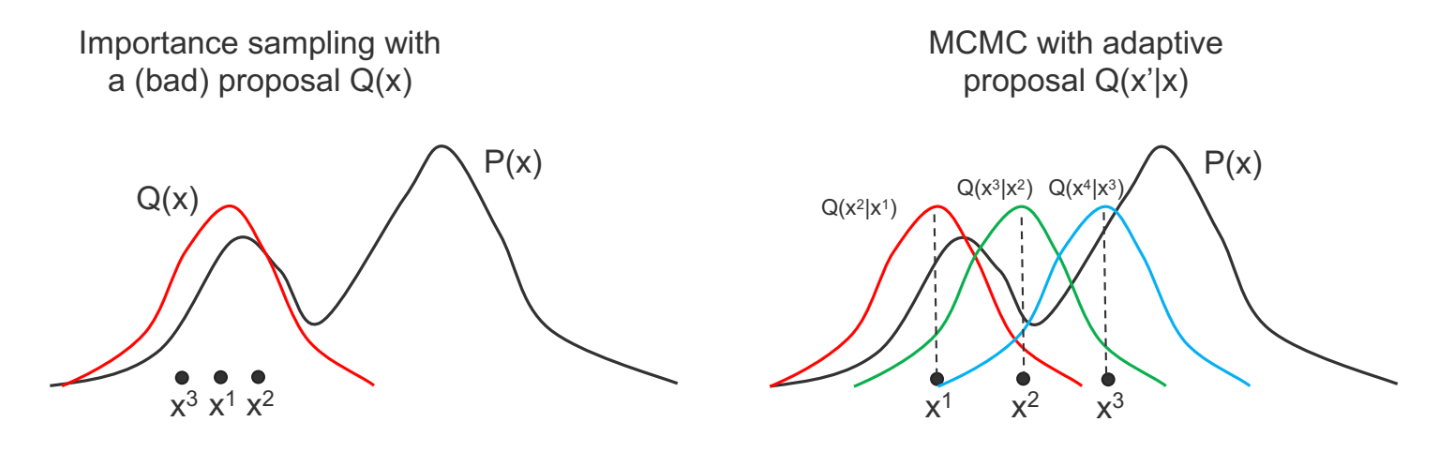 Importance sampling with
a (bad) proposal Q(x)
Q(x)
P(x)
x³ x¹ x²
MCMC with adaptive
proposal Q(x'|x)
Q(x²|x¹)
Q(x³|x²)
Q(x⁴|x³)
P(x)
x¹ x² x³